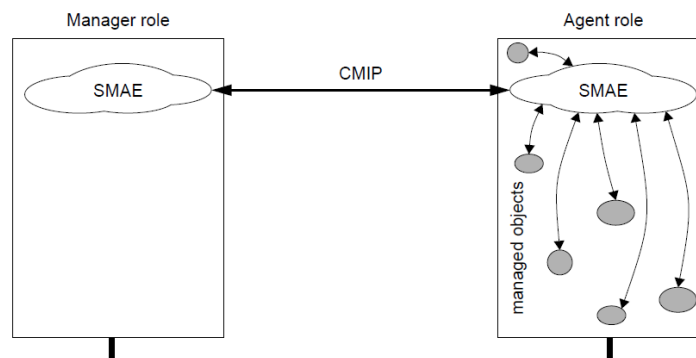 Manager role
Agent role
SMAE
CMIP
SMAE
managed objects